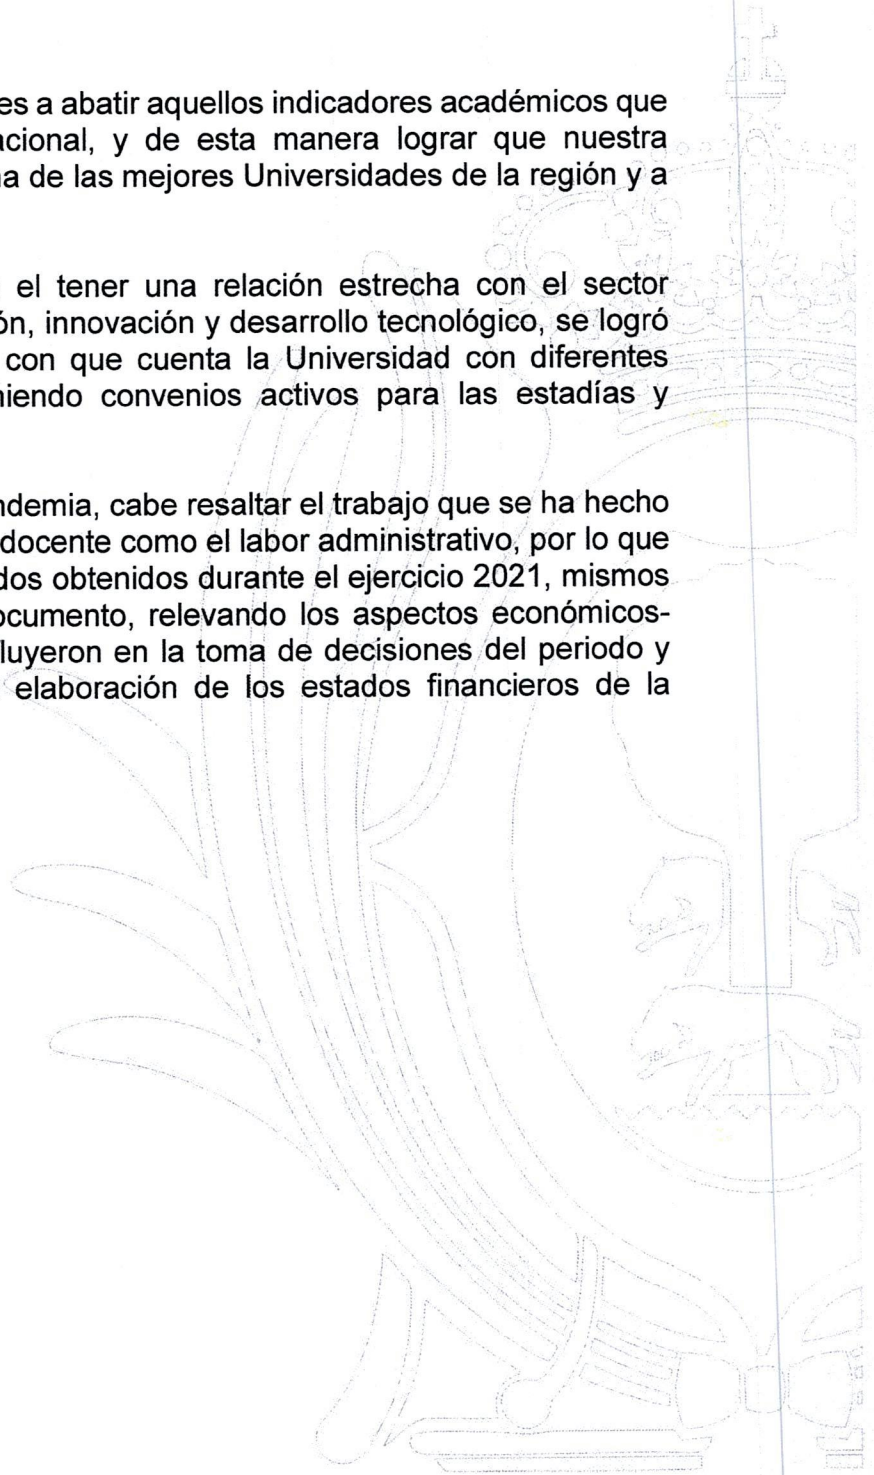 es a abatir aquellos indicadores académicos que
acional, y de esta manera lograr que nuestra
na de las mejores Universidades de la región y a
el tener una relación estrecha con el sector
ón, innovación y desarrollo tecnológico, se logró
con que cuenta la Universidad con diferentes
niendo convenios activos para las estadías y
ndemia, cabe resaltar el trabajo que se ha hecho
docente como el labor administrativo, por lo que
dos obtenidos durante el ejercicio 2021, mismos
ocumento, relevando los aspectos económicos-
luyeron en la toma de decisiones del periodo y
elaboración de los estados financieros de la